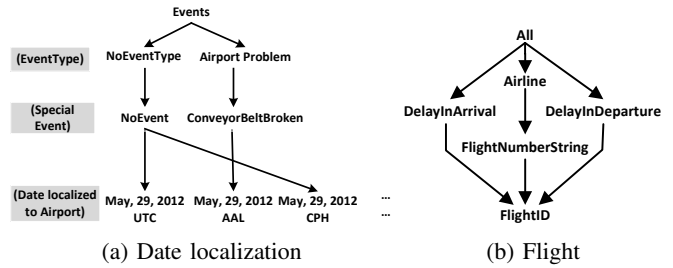 Events
(EventType)
NoEventType
Airport Problem
(Special
Event)
NoEvent
ConveyorBeltBroken
(Date localized
to Airport)
May, 29, 2012
UTC
May, 29, 2012
AAL
May, 29, 2012
CPH
...
...
(a) Date localization
All
Airline
DelayInArrival
DelayInDeparture
FlightNumberString
FlightID
(b) Flight